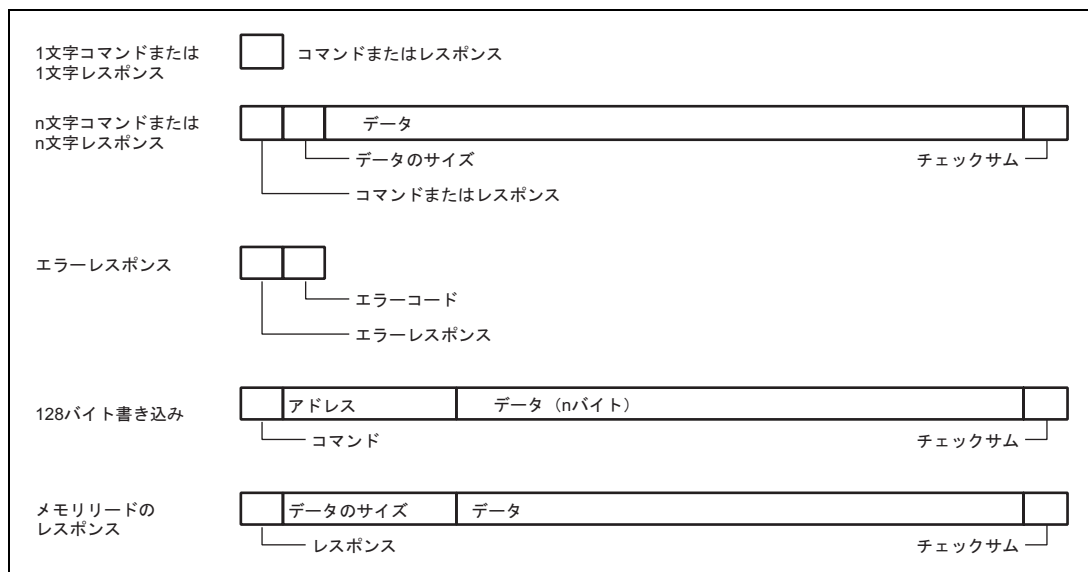 1文字コマンドまたは
1文字レスポンス
コマンドまたはレスポンス
n文字コマンドまたは
n文字レスポンス
データ
データのサイズ
チェックサム
コマンドまたはレスポンス
エラーレスポンス
エラーコード
エラーレスポンス
128バイト書き込み
アドレス
データ（nバイト）
コマンド
チェックサム
メモリリードの
レスポンス
データのサイズ
データ
レスポンス
チェックサム